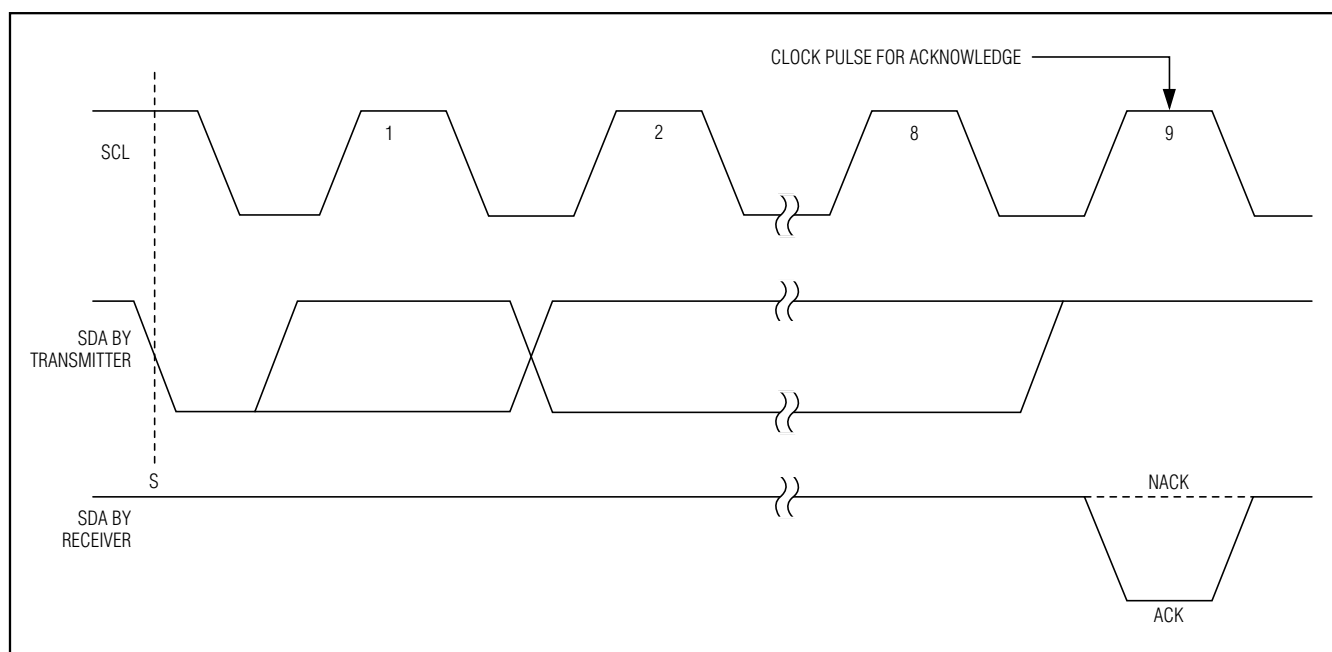 CLOCK PULSE FOR ACKNOWLEDGE
SCL
1
2
8
9
SDA BY
TRANSMITTER
S
SDA BY
RECEIVER
NACK
ACK